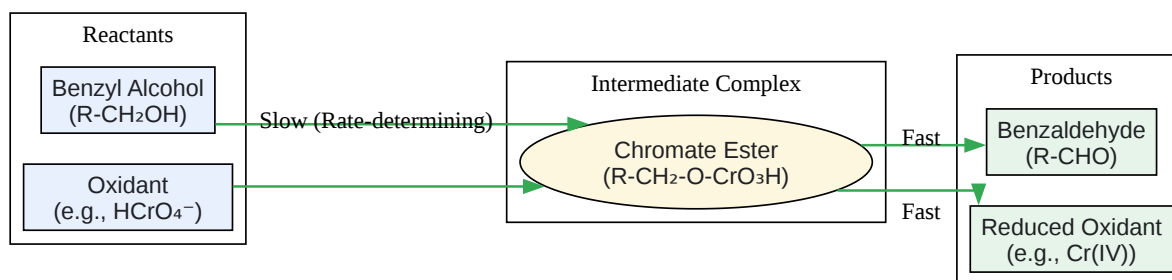 Reactants
Benzyl Alcohol
(R-CH₂OH)
Oxidant
(e.g., HCrO₄⁻)
Slow (Rate-determining)
Intermediate Complex
Chromate Ester
(R-CH₂-O-CrO₃H)
Fast
Fast
Products
Benzaldehyde
(R-CHO)
Reduced Oxidant
(e.g., Cr(IV))